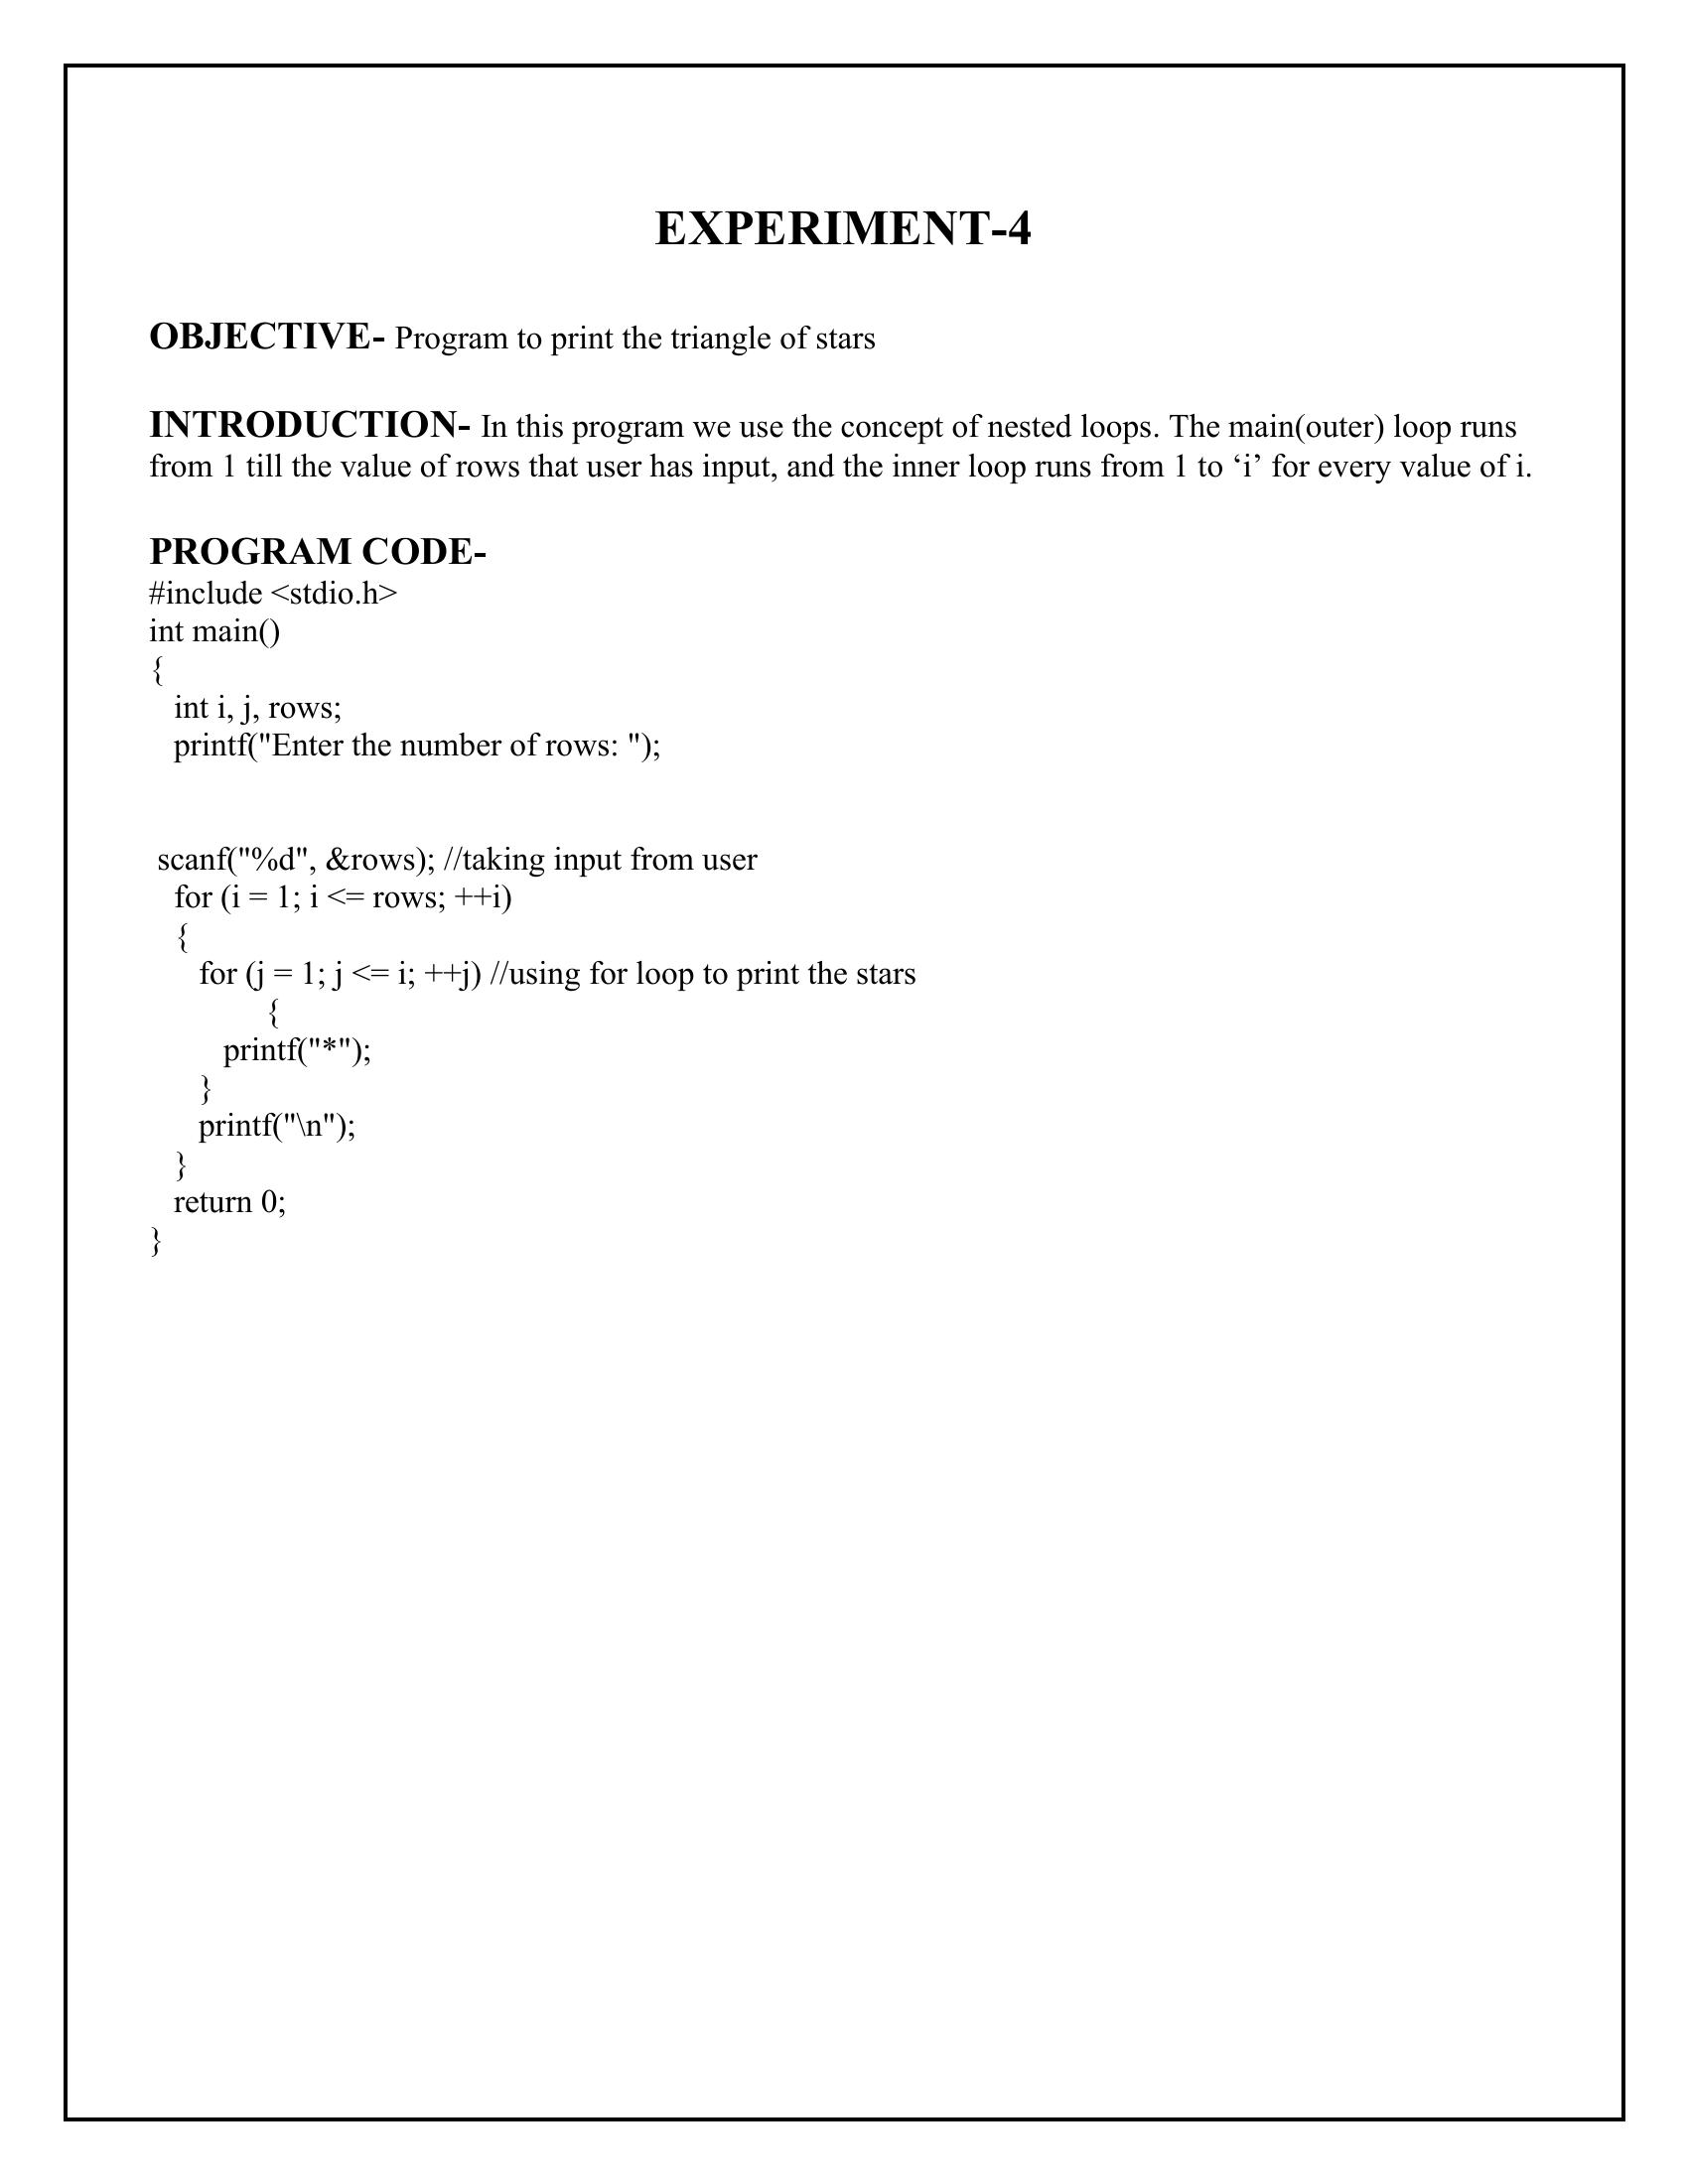 EXPERIMENT-4
OBJECTIVE- Program to print the triangle of stars
INTRODUCTION- In this program we use the concept of nested loops. The main(outer) loop runs
from 1 till the value of rows that user has input, and the inner loop runs from 1 to ‘i’ for every value of i.
PROGRAM CODE-
#include <stdio.h>
int main()
{
int i, j, rows;
printf("Enter the number of rows: ");
scanf("%d", &rows); //taking input from user
for (i = 1; i <= rows; ++i)
{
for (j = 1; j <= i; ++j) //using for loop to print the stars
{
printf("*");
}
printf("\n");
}
return 0;
}